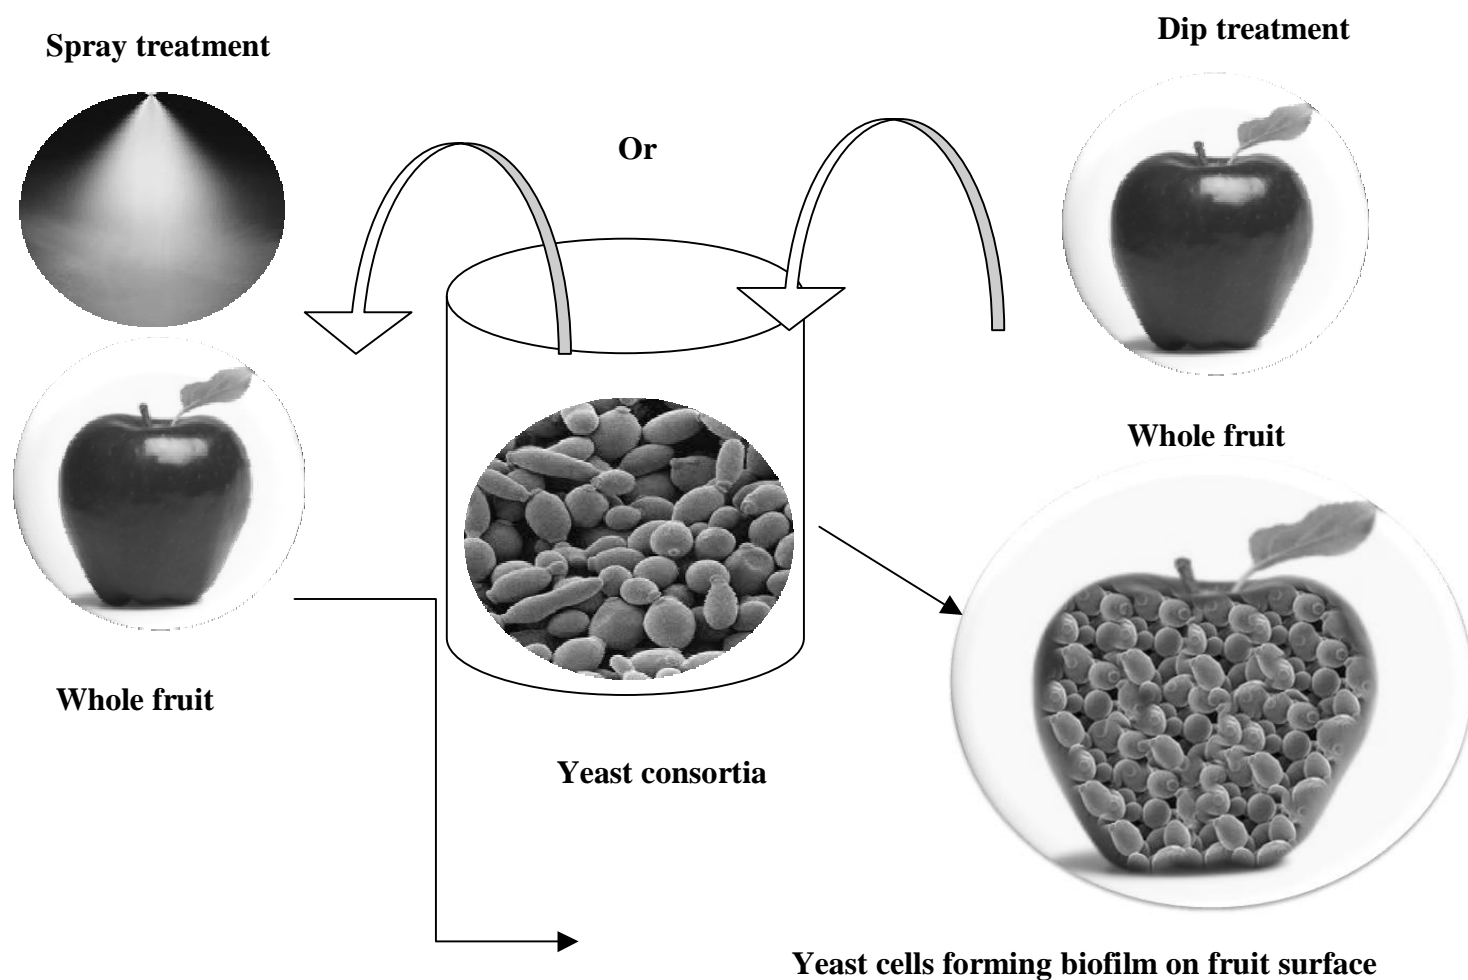 Spray treatment
Dip treatment
Or
Whole fruit
Whole fruit
Yeast consortia
Yeast cells forming biofilm on fruit surface